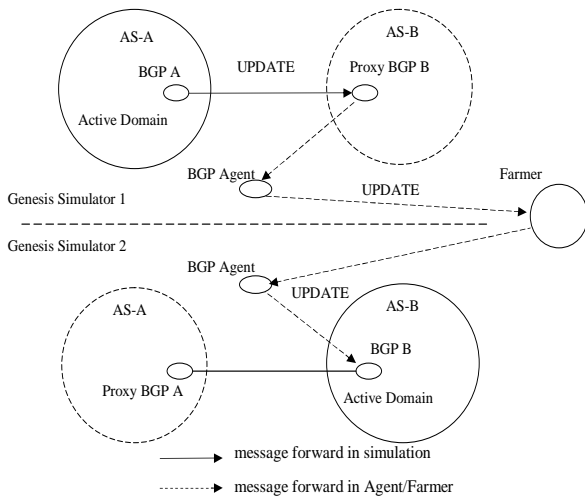 AS-A
AS-B
BGP A
UPDATE
Proxy BGP B
Active Domain
BGP Agent
UPDATE
Farmer
Genesis Simulator 1
Genesis Simulator 2
BGP Agent
UPDATE
AS-A
AS-B
BGP B
Proxy BGP A
Active Domain
message forward in simulation
message forward in Agent/Farmer